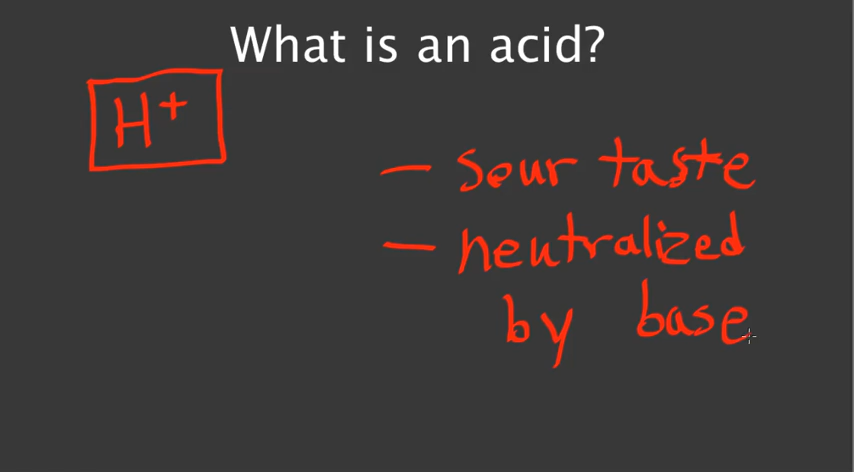 What is an acid?
H+
– Sour taste
– neutralized
by base